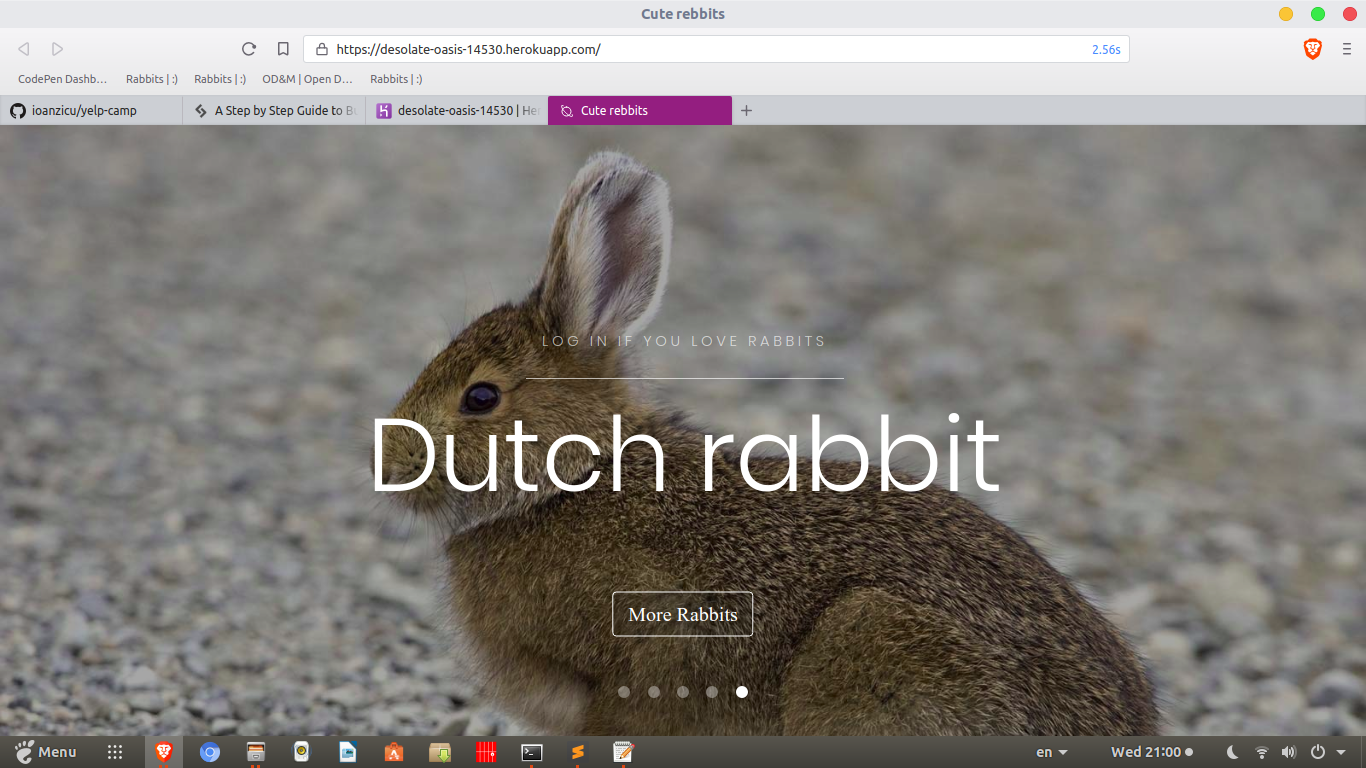 Cute rebbits
https://desolate-oasis-14530.herokuapp.com/
2.56s
CodePen Dashb… Rabbits | :) Rabbits | :) OD&M | Open D… Rabbits | :)
ioanzicu/yelp-camp A Step by Step Guide to Bu desolate-oasis-14530 | Her Cute rebbits
LOG IN IF YOU LOVE RABBITS
Dutch rabbit
More Rabbits
Menu en Wed 21:00